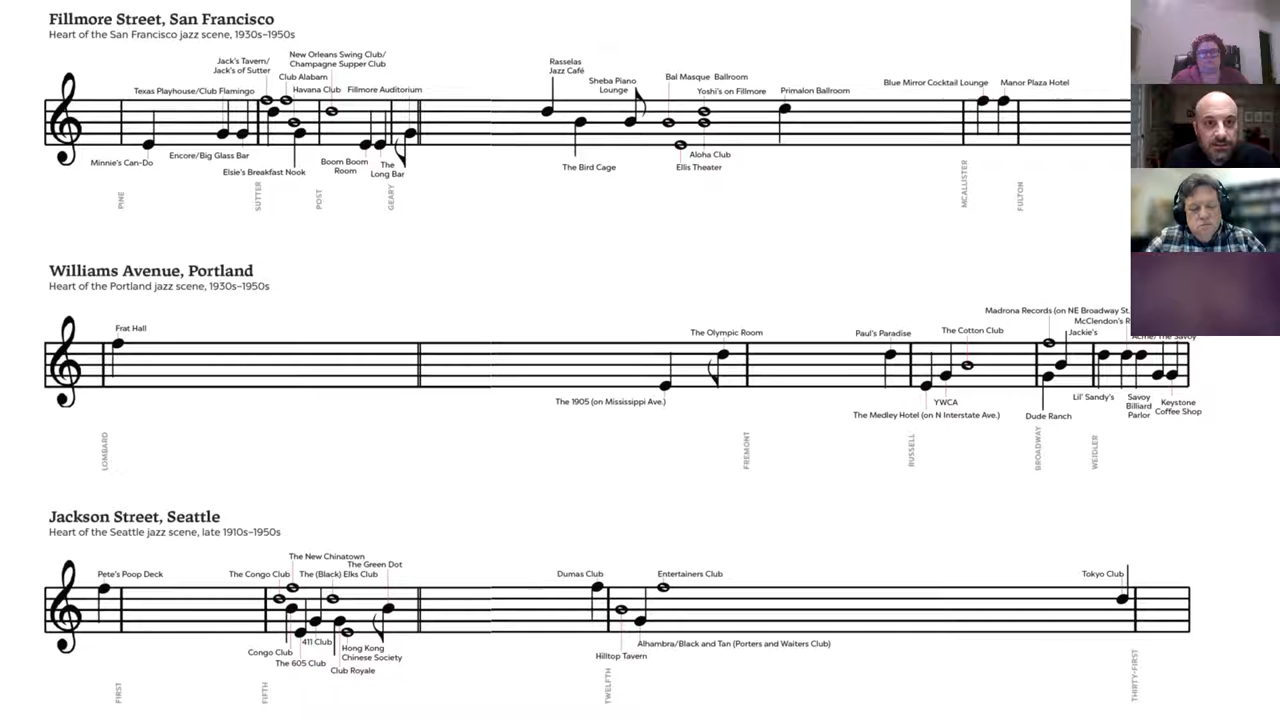 Fillmore Street, San Francisco
Heart of the San Francisco jazz scene, 1930s–1950s
New Orleans Swing Club/
Champagne Supper Club
Jack's Tavern/
Jack's of Sutter
Club Alabam
Texas Playhouse/Club Flamingo
Havana Club
Fillmore Auditorium
Rasselas
Jazz Café
Sheba Piano
Lounge
Bal Masque Ballroom
Yoshi's on Fillmore
Primalon Ballroom
Blue Mirror Cocktail Lounge
Manor Plaza Hotel
Minnie's Can-Do
Encore/Big Glass Bar
Elsie's Breakfast Nook
Boom Boom
Room
The
Long Bar
The Bird Cage
Aloha Club
Ellis Theater
PINE
SUTTER
POST
GEARY
MCALLISTER
FULTON
Williams Avenue, Portland
Heart of the Portland jazz scene, 1930s–1950s
Frat Hall
The Olympic Room
Paul's Paradise
The Cotton Club
Madrona Records (on NE Broadway St.
McClendon's R
Jackie's
Acme/The Savoy
The 1905 (on Mississippi Ave.)
YWCA
The Medley Hotel (on N Interstate Ave.)
Dude Ranch
Lil' Sandy's
Savoy
Billiard
Parlor
Keystone
Coffee Shop
LOMBARD
FREMONT
RUSSELL
BROADWAY
WEIDLER
Jackson Street, Seattle
Heart of the Seattle jazz scene, late 1910s–1950s
The New Chinatown
The Green Dot
Pete's Poop Deck
The Congo Club
The (Black) Elks Club
Dumas Club
Entertainers Club
Tokyo Club
411 Club
Congo Club
The 605 Club
Hong Kong
Chinese Society
Club Royale
Hilltop Tavern
Alhambra/Black and Tan (Porters and Waiters Club)
FIRST
FIFTH
TWELFTH
THIRTY-FIRST